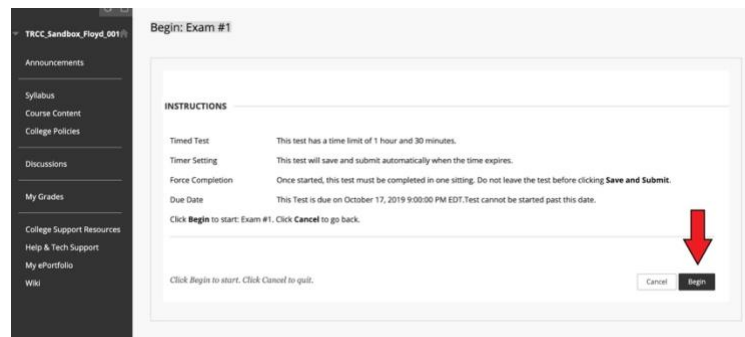 TRCC_Sandbox_Floyd_001
Announcements
Syllabus
Course Content
College Policies
Discussions
My Grades
College Support Resources
Help & Tech Support
My ePortfolio
Wiki
Begin: Exam #1
INSTRUCTIONS
Timed Test This test has a time limit of 1 hour and 30 minutes.
Timer Setting This test will save and submit automatically when the time expires.
Force Completion Once started, this test must be completed in one sitting. Do not leave the test before clicking Save and Submit.
Due Date This Test is due on October 17, 2019 9:00:00 PM EDT.Test cannot be started past this date.
Click Begin to start: Exam #1. Click Cancel to go back.
Click Begin to start. Click Cancel to quit.
Cancel Begin